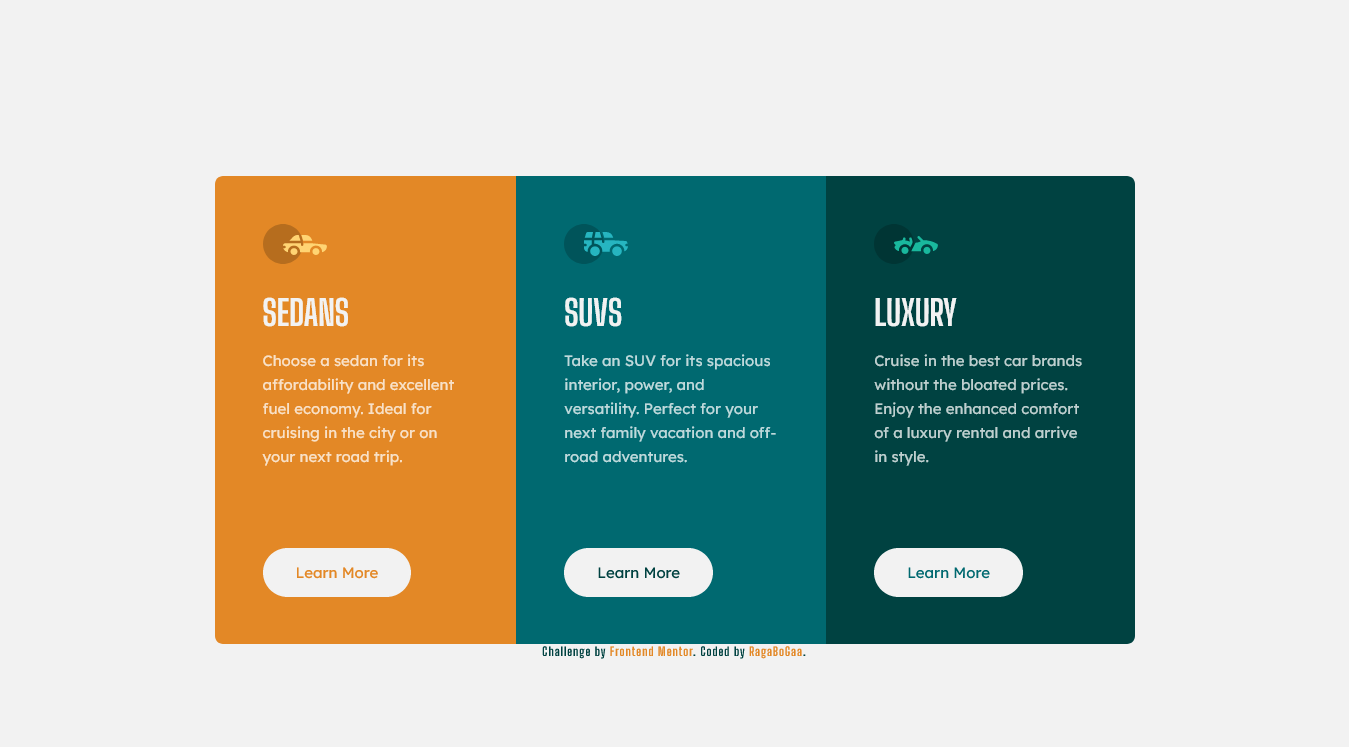 SEDANS
Choose a sedan for its
affordability and excellent
fuel economy. Ideal for
cruising in the city or on
your next road trip.
Learn More
SUVS
Take an SUV for its spacious
interior, power, and
versatility. Perfect for your
next family vacation and off-
road adventures.
Learn More
LUXURY
Cruise in the best car brands
without the bloated prices.
Enjoy the enhanced comfort
of a luxury rental and arrive
in style.
Learn More
Challenge by Frontend Mentor. Coded by RagaBoGaa.